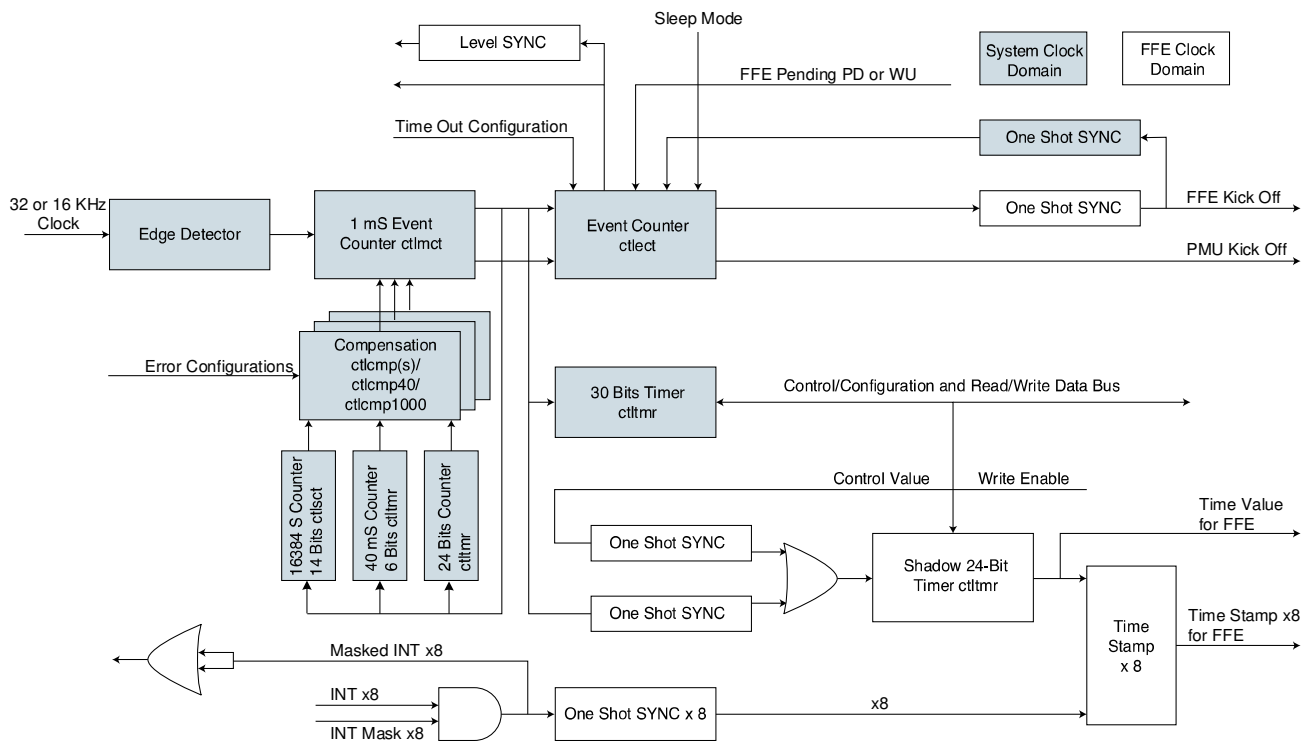 Sleep Mode
Level SYNC
System Clock
Domain
FFE Clock
Domain
FFE Pending PD or WU
Time Out Configuration
One Shot SYNC
32 or 16 KHz
Clock
Edge Detector
1 mS Event
Counter ctlmct
Event Counter
ctlect
One Shot SYNC
FFE Kick Off
PMU Kick Off
Error Configurations
Compensation
ctlcmp(s)/
ctlcmp40/
ctlcmp1000
30 Bits Timer
ctltmr
Control/Configuration and Read/Write Data Bus
16384 S Counter
14 Bits ctlsct
40 mS Counter
6 Bits ctltmr
24 Bits Counter
ctltmr
Control Value
Write Enable
One Shot SYNC
Shadow 24-Bit
Timer ctltmr
Time Value
for FFE
One Shot SYNC
Time
Stamp
x 8
Time Stamp x8
for FFE
Masked INT x8
INT x8
INT Mask x8
One Shot SYNC x 8
x8